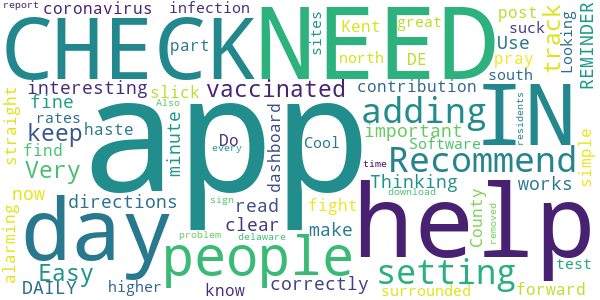 report
coronavirus
infection
CHECK
NEED
part
sites
Kent
great
post
Use
suck
Looking
REMINDER
track
north
DE
pray
south
interesting
slick
vaccinated
contribution
straight
fine
rates
keep
haste
Also
minute
app
Do
every
Cool
dashboard
adding
important
Software
IN
residents
simple
Very
find
Recommend
time
Thinking
works
download
now
directions
read
fight
sign
day
help
County
removed
test
alarming
Easy
clear
make
people
problem
delaware
setting
DAILY
higher
know
correctly
surrounded
forward